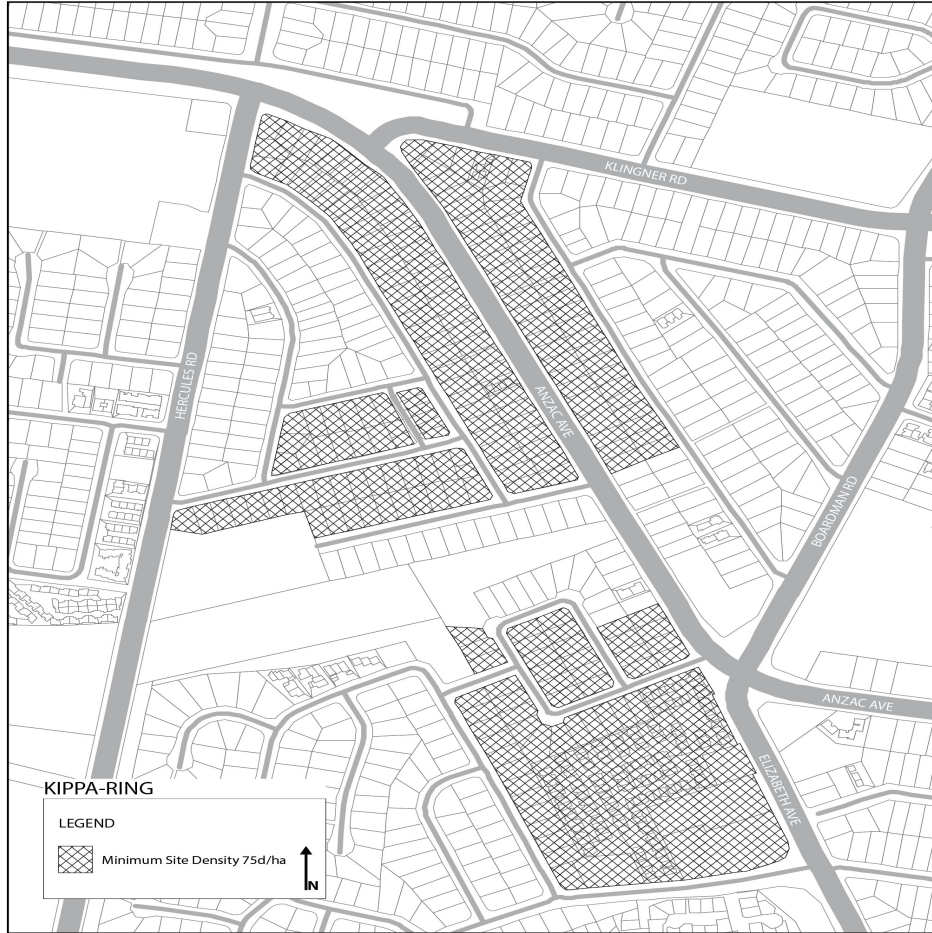 KLINGNER RD
HERCULES RD
ANZAC AVE
BOARDMAN RD
ANZAC AVE
ELIZABETH AVE
KIPPA-RING
LEGEND
Minimum Site Density 75d/ha
N